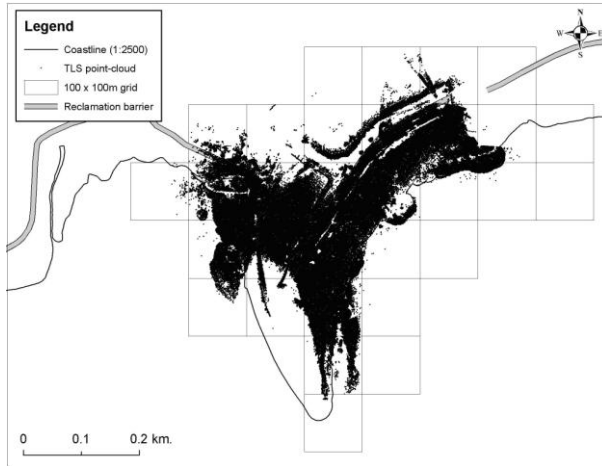 Legend
Coastline (1:2500)
TLS point-cloud
100 x 100m grid
Reclamation barrier
N
W
E
S
0 0.1 0.2 km.